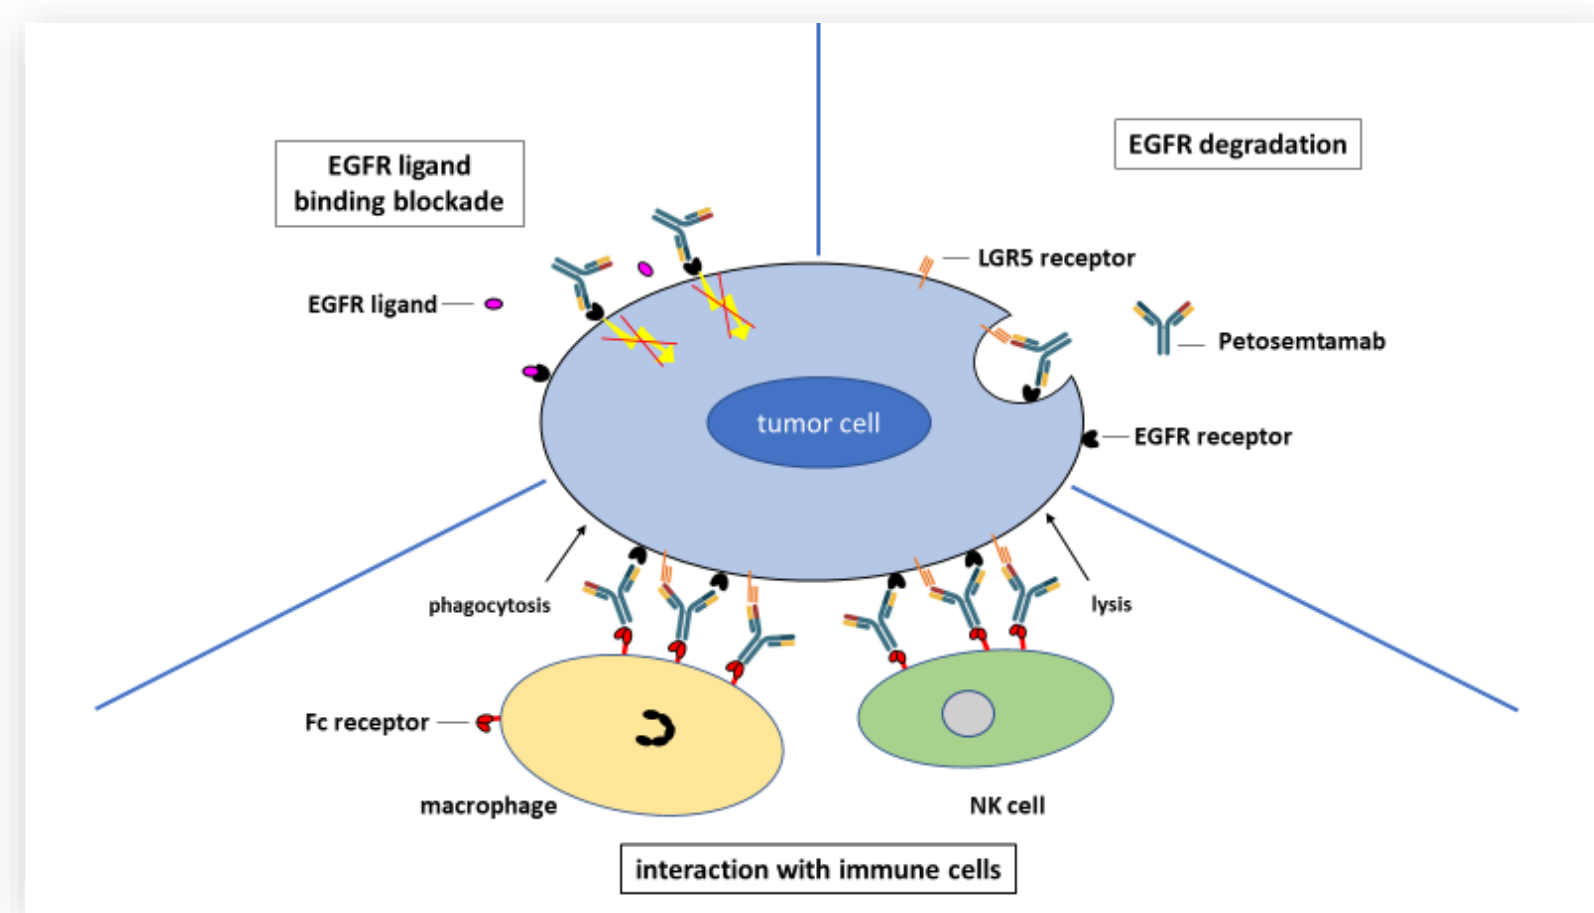 EGFR ligand
binding blockade
EGFR degradation
LGR5 receptor
EGFR ligand
Petosemtamab
tumor cell
EGFR receptor
phagocytosis
lysis
Fc receptor
macrophage
NK cell
interaction with immune cells